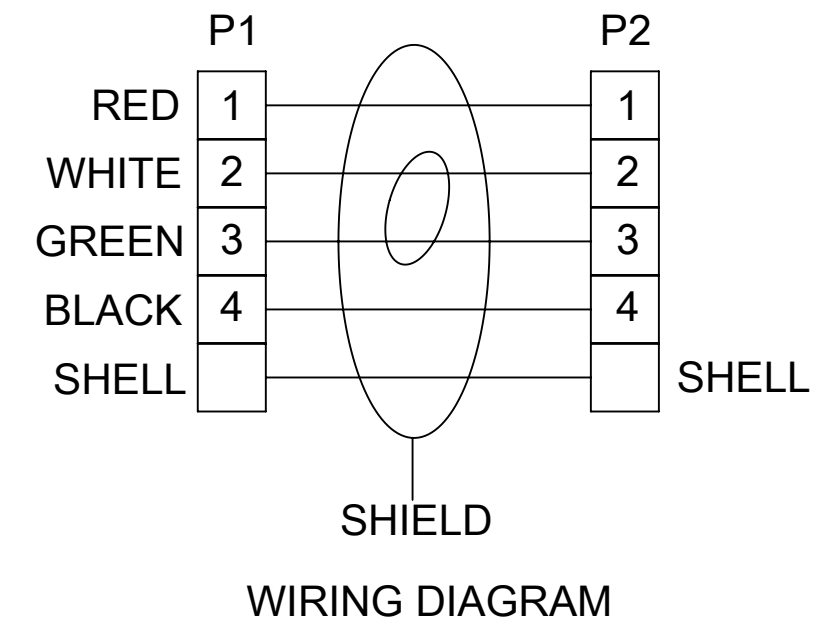 P1 P2
RED 1 1
WHITE 2 2
GREEN 3 3
BLACK 4 4
SHELL SHELL
SHIELD
WIRING DIAGRAM